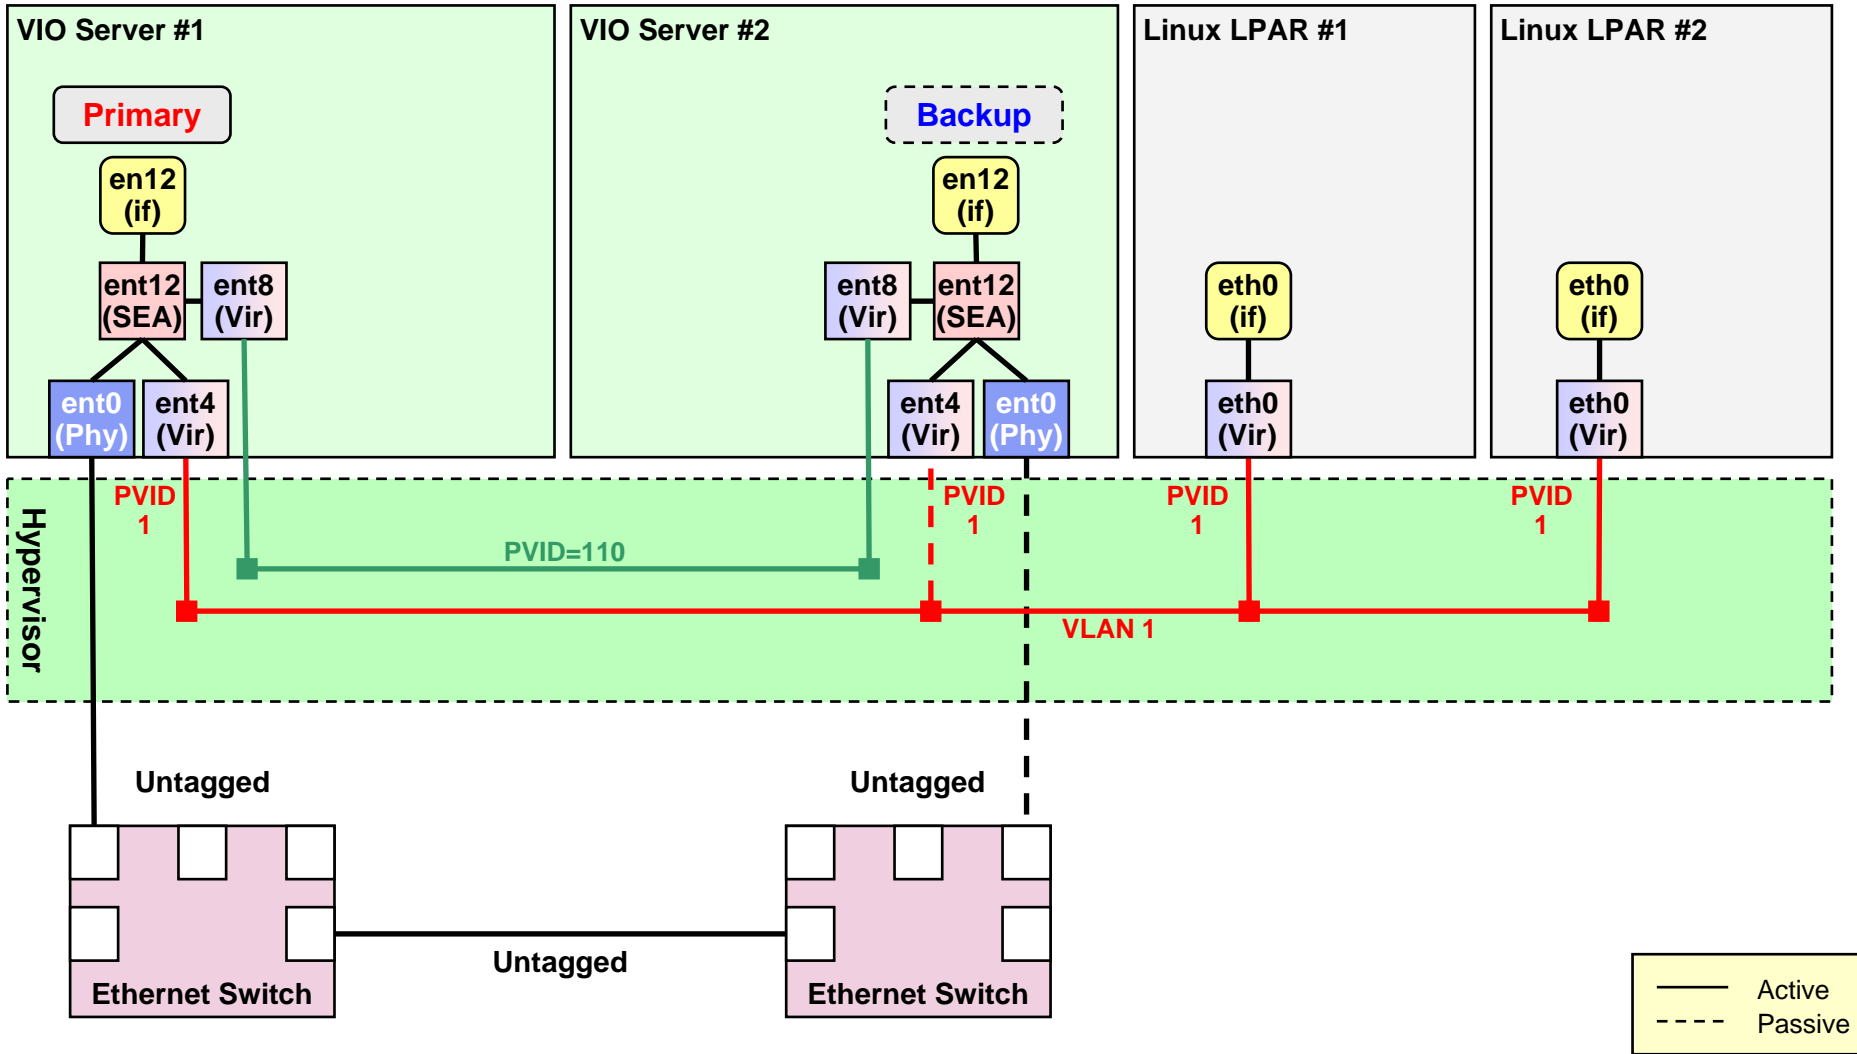 VIO Server #1
VIO Server #2
Linux LPAR #1
Linux LPAR #2
Primary
Backup
en12
(if)
en12
(if)
ent12
(SEA)
ent8
(Vir)
ent8
(Vir)
ent12
(SEA)
eth0
(if)
eth0
(if)
ent0
(Phy)
ent4
(Vir)
ent4
(Vir)
ent0
(Phy)
eth0
(Vir)
eth0
(Vir)
Hypervisor
PVID
1
PVID
1
PVID
1
PVID
1
PVID=110
VLAN 1
Untagged
Untagged
Untagged
Ethernet Switch
Ethernet Switch
Active
Passive